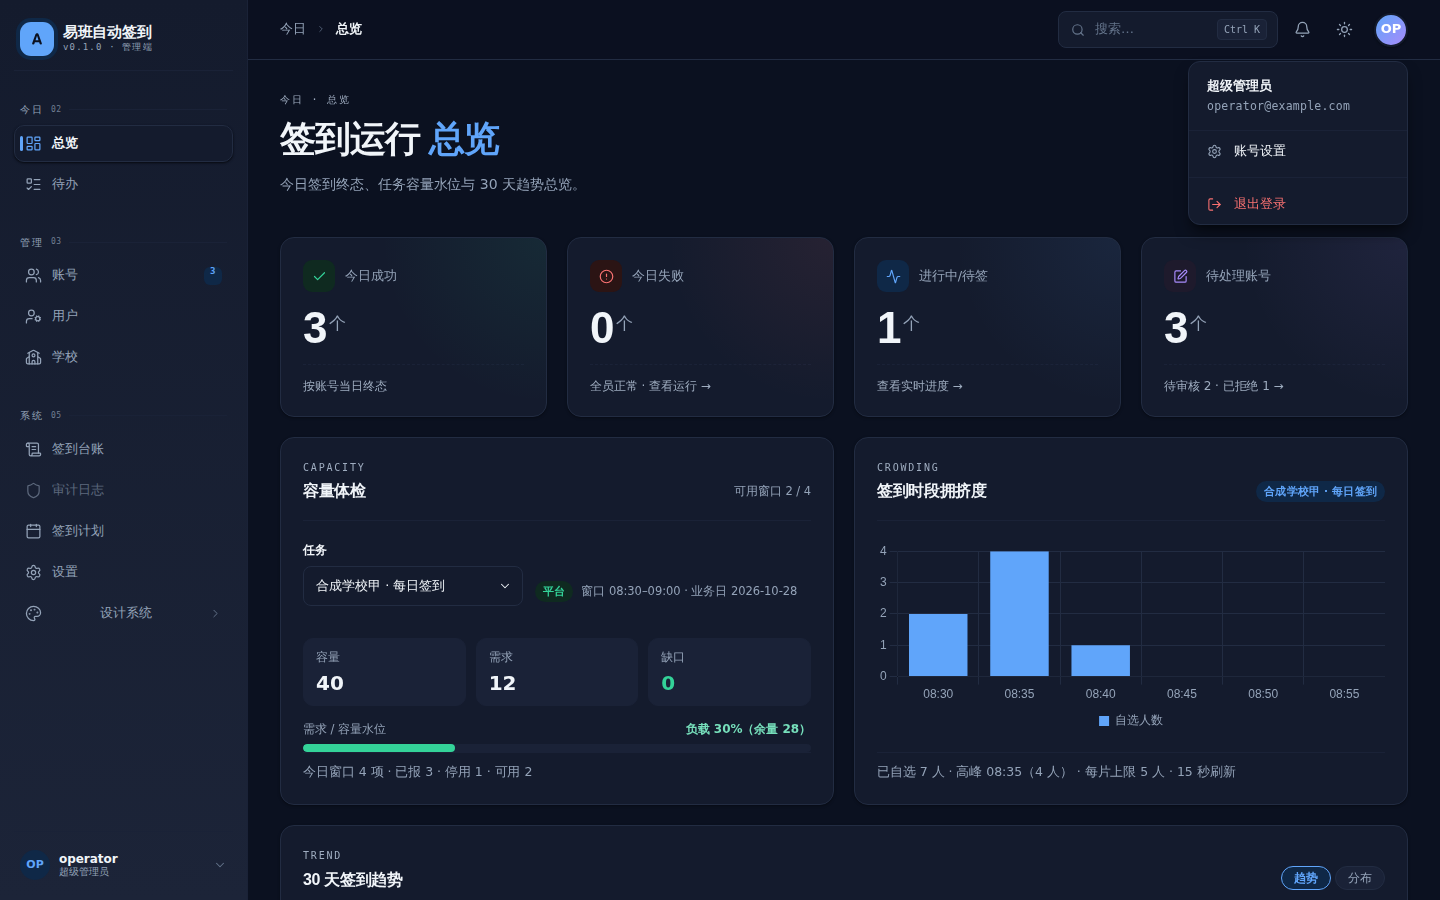 A
易班自动签到
v0.1.0 · 管理端
今日 02
总览
待办
管理 03
账号 3
用户
学校
系统 05
签到台账
审计日志
签到计划
设置
设计系统
OP
operator
超级管理员
今日 › 总览
搜索… Ctrl K
OP
超级管理员
operator@example.com
账号设置
退出登录
今日 · 总览
签到运行 总览
今日签到终态、任务容量水位与 30 天趋势总览。
今日成功
3个
按账号当日终态
今日失败
0个
全员正常 · 查看运行 →
进行中/待签
1个
查看实时进度 →
待处理账号
3个
待审核 2 · 已拒绝 1 →
CAPACITY
容量体检
可用窗口 2 / 4
任务
合成学校甲 · 每日签到
平台 窗口 08:30–09:00 · 业务日 2026-10-28
容量
40
需求
12
缺口
0
需求 / 容量水位
负载 30%（余量 28）
今日窗口 4 项 · 已报 3 · 停用 1 · 可用 2
CROWDING
签到时段拥挤度
合成学校甲 · 每日签到
4
3
2
1
0
08:30 08:35 08:40 08:45 08:50 08:55
自选人数
已自选 7 人 · 高峰 08:35（4 人） · 每片上限 5 人 · 15 秒刷新
TREND
30 天签到趋势
趋势 分布